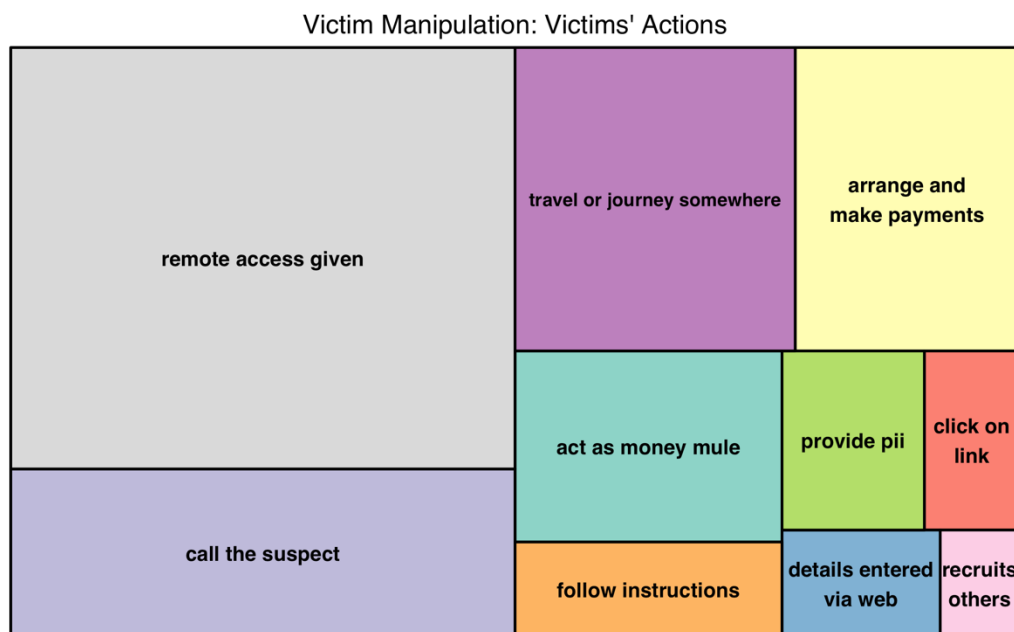 Victim Manipulation: Victims' Actions
remote access given
travel or journey somewhere
arrange and
make payments
act as money mule
provide pii
click on
link
call the suspect
follow instructions
details entered
via web
recruits
others